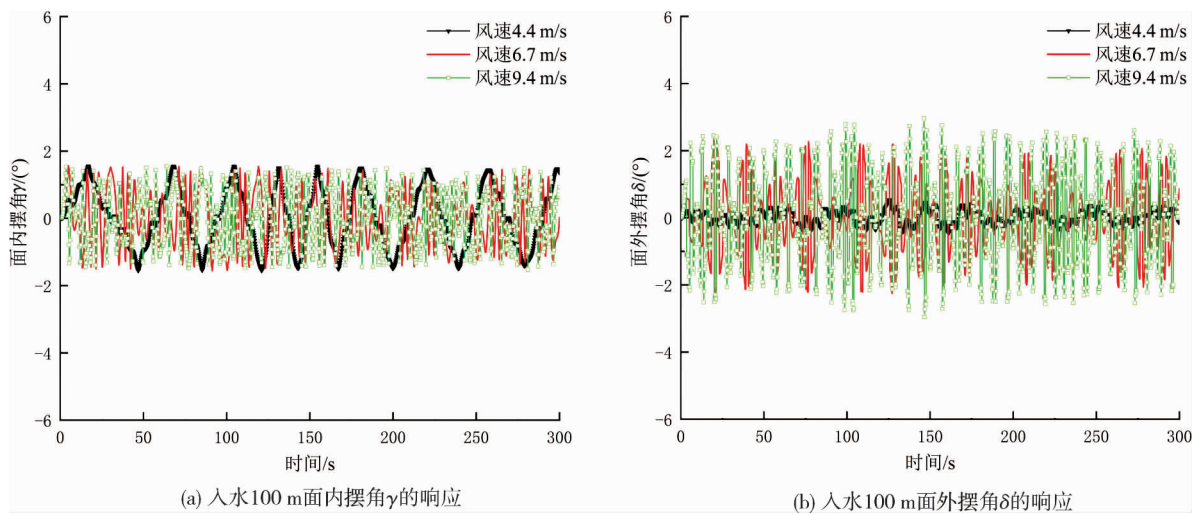 6
4
2
0
−2
−4
−6
面内摆角γ/(°)
风速4.4 m/s
风速6.7 m/s
风速9.4 m/s
0 50 100 150 200 250 300
时间/s
(a) 入水100 m面内摆角γ的响应
6
4
2
0
−2
−4
−6
面外摆角δ/(°)
风速4.4 m/s
风速6.7 m/s
风速9.4 m/s
0 50 100 150 200 250 300
时间/s
(b) 入水100 m面外摆角δ的响应